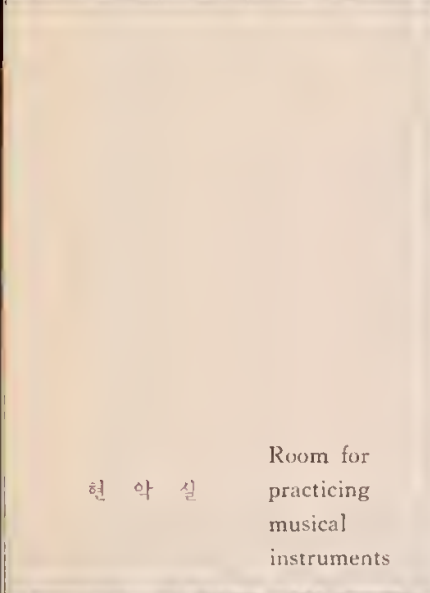 현 악 실
Room for
practicing
musical
instruments